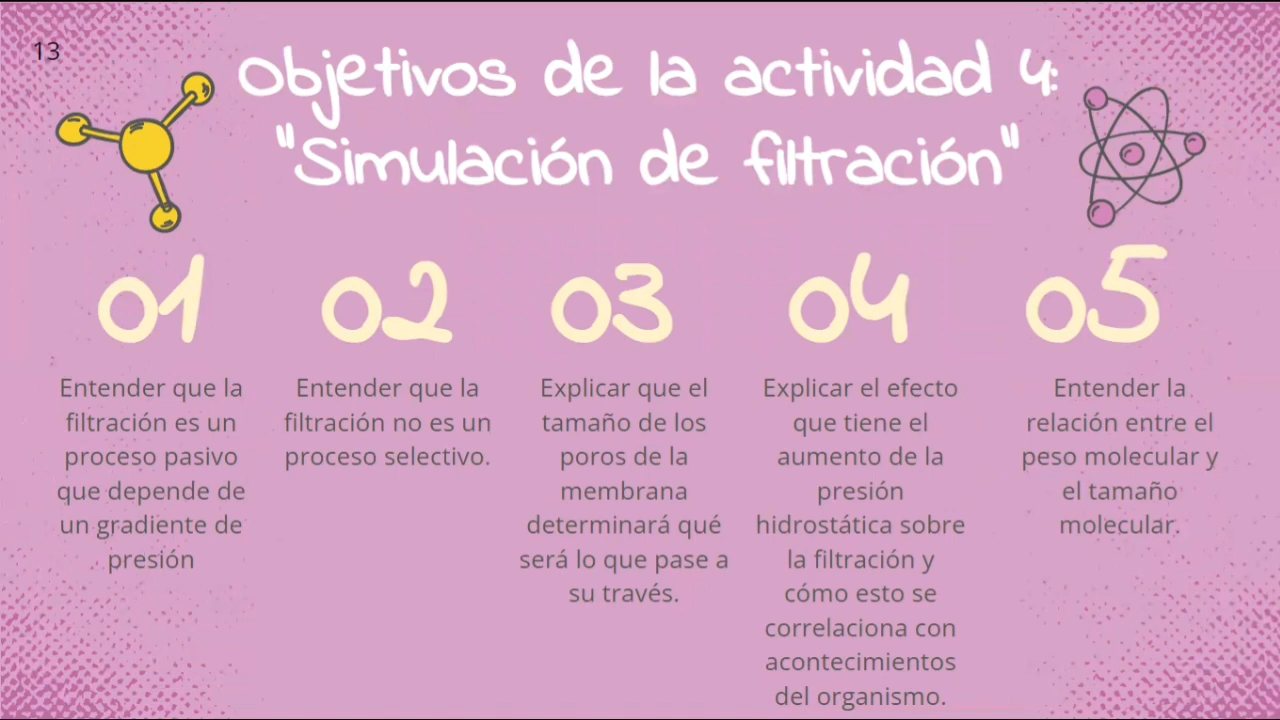 13
Objetivos de la actividad 4:
"Simulación de filtración"
01
Entender que la
filtración es un
proceso pasivo
que depende de
un gradiente de
presión
02
Entender que la
filtración no es un
proceso selectivo.
03
Explicar que el
tamaño de los
poros de la
membrana
determinará qué
será lo que pase a
su través.
04
Explicar el efecto
que tiene el
aumento de la
presión
hidrostática sobre
la filtración y
cómo esto se
correlaciona con
acontecimientos
del organismo.
05
Entender la
relación entre el
peso molecular y
el tamaño
molecular.